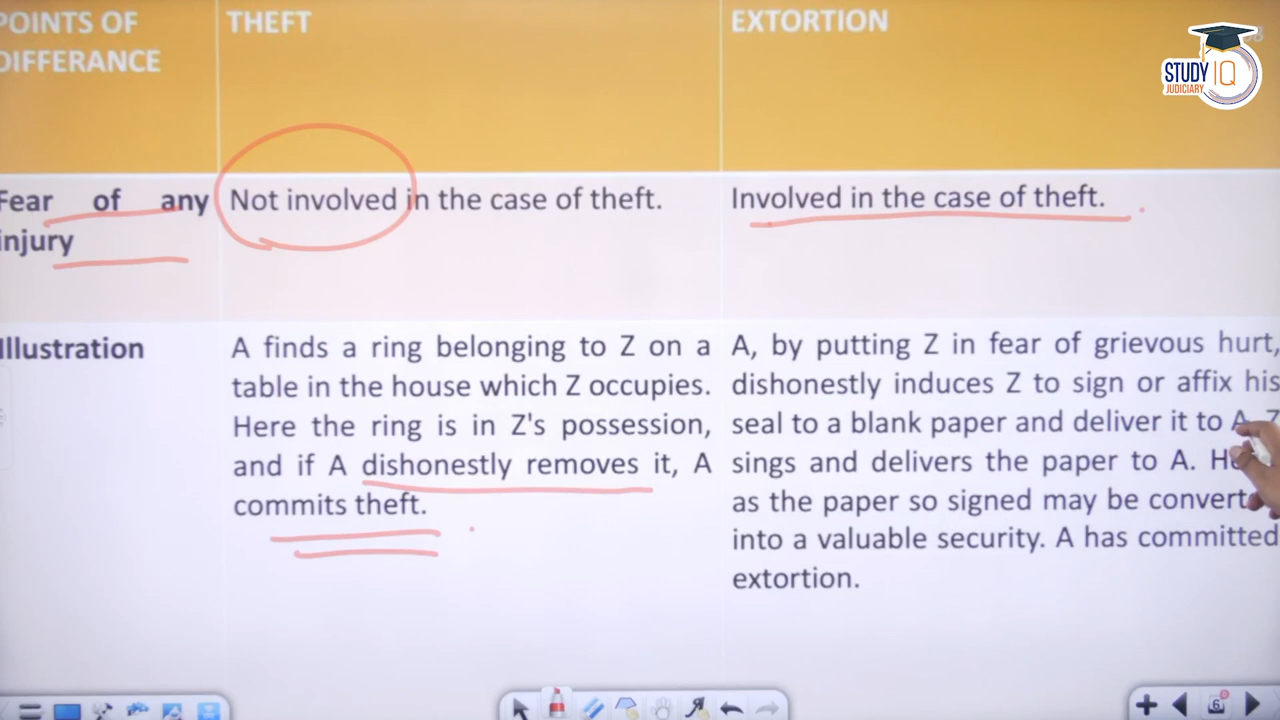 POINTS OF
DIFFERANCE
THEFT
EXTORTION
STUDY IQ
JUDICIARY
Fear of any
injury
Not involved in the case of theft.
Involved in the case of theft.
Illustration
A finds a ring belonging to Z on a
table in the house which Z occupies.
Here the ring is in Z's possession,
and if A dishonestly removes it, A
commits theft.
A, by putting Z in fear of grievous hurt,
dishonestly induces Z to sign or affix his
seal to a blank paper and deliver it to A. Z
sings and delivers the paper to A.
as the paper so signed may be
into a valuable security. A has committed
extortion.
6